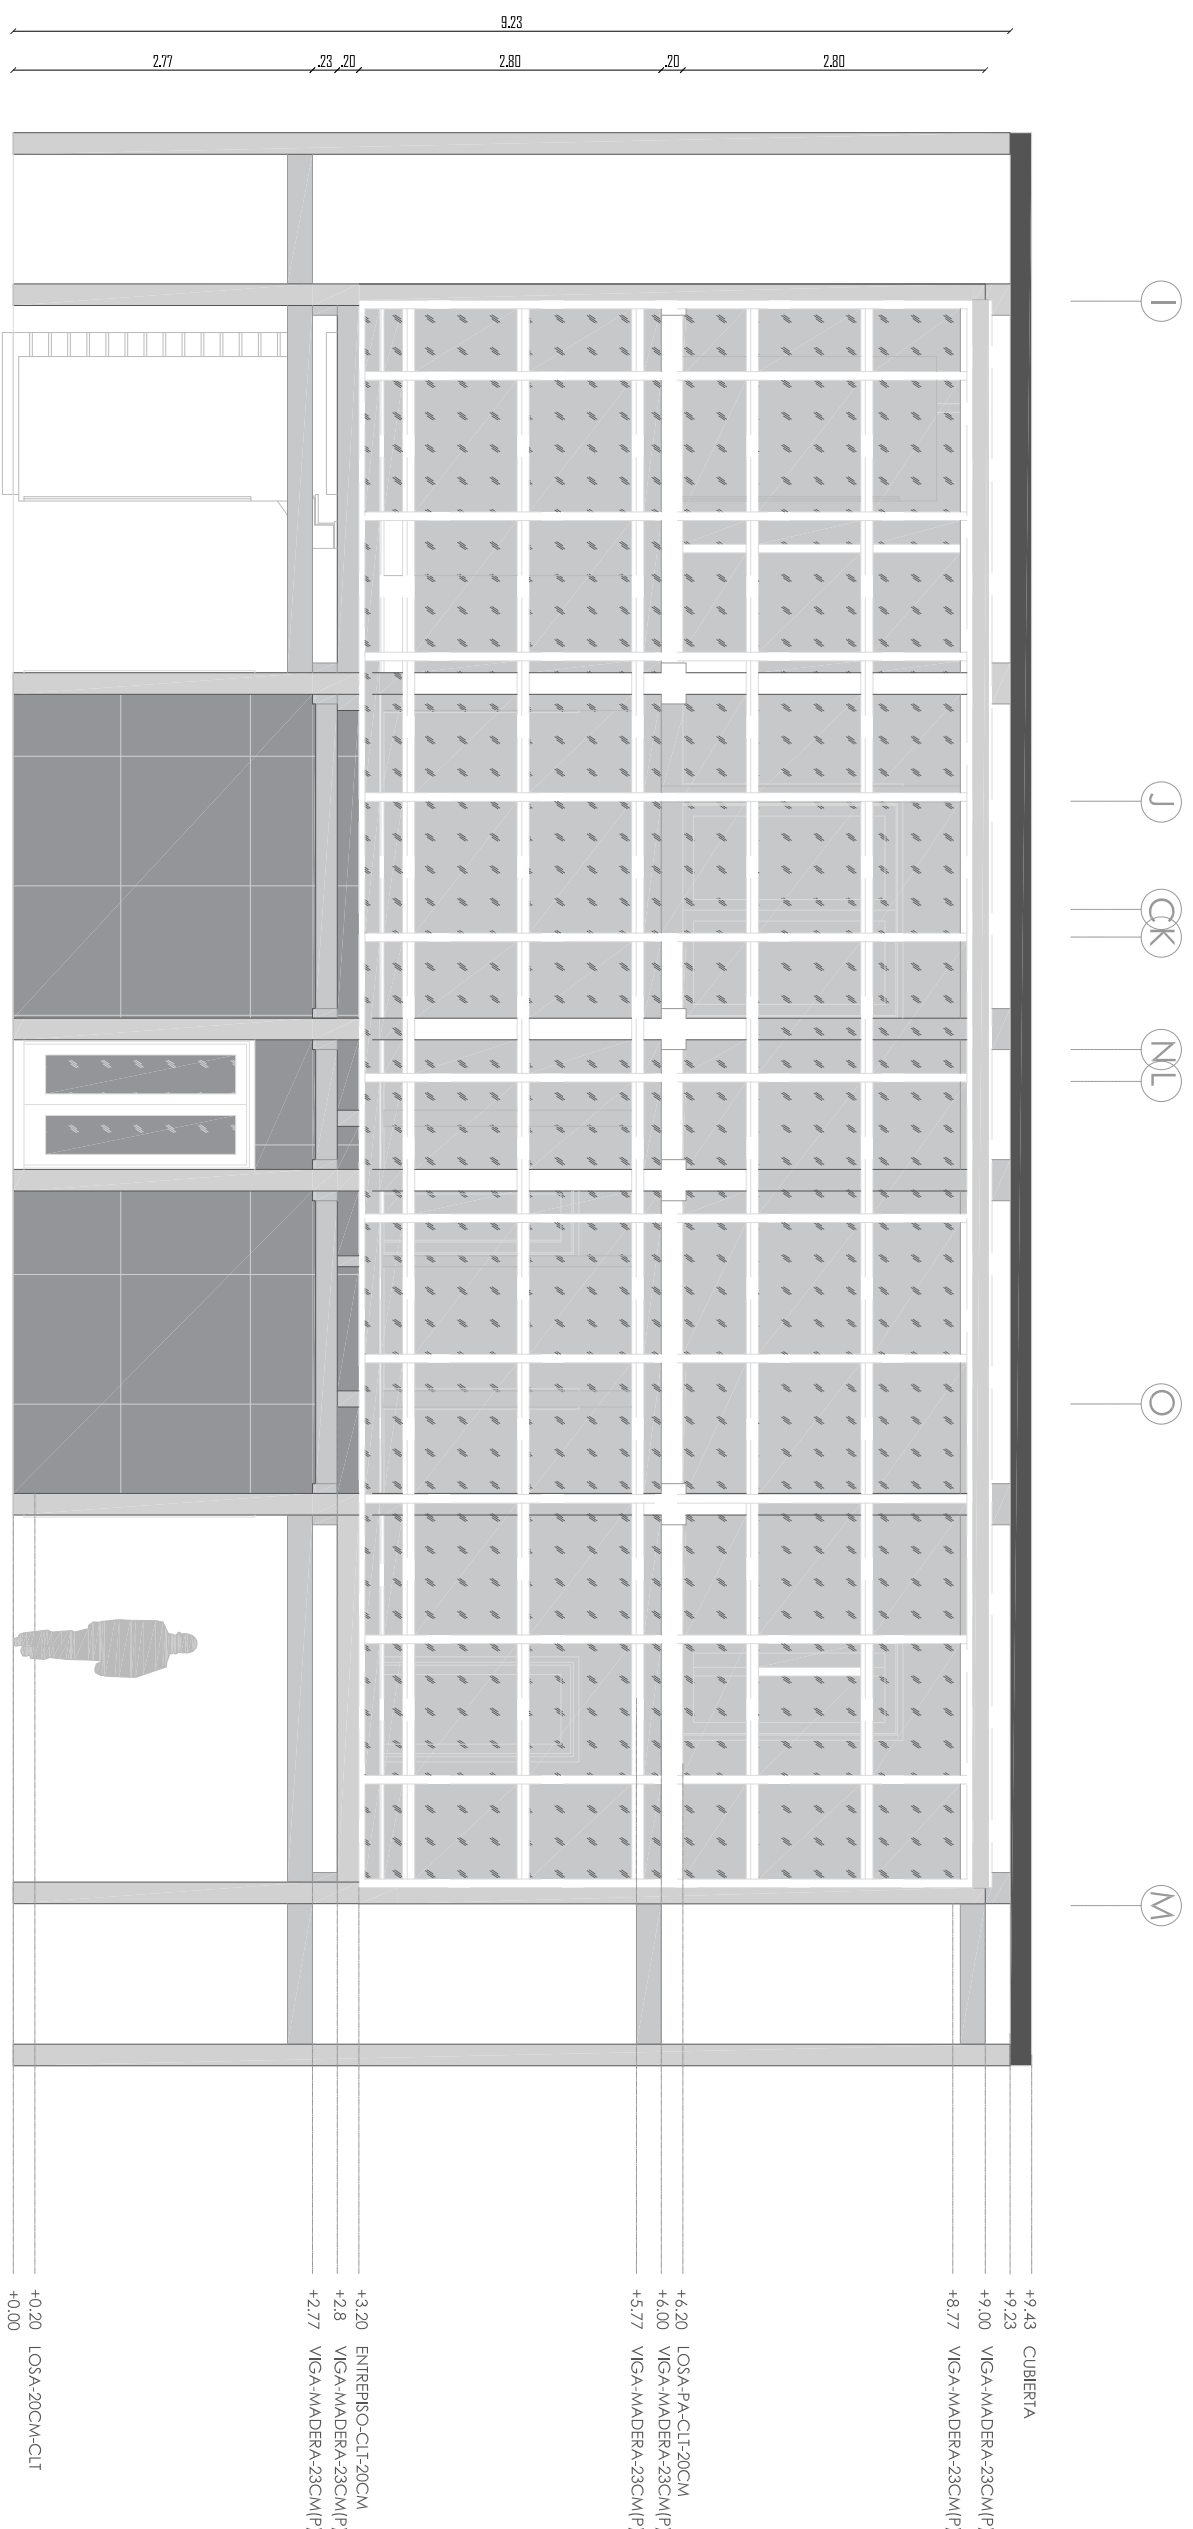 9.23
2.77
.23
.20
2.80
.20
2.80
I
J
C
K
N
L
O
M
+9.43 CUBIERTA
+9.23
+9.00 VIGA-MADERA-23CM(P
+8.77 VIGA-MADERA-23CM(P
+6.20 LOSA-PA-CLT-20CM
+6.00 VIGA-MADERA-23CM(P
+5.77 VIGA-MADERA-23CM(P
+3.20 ENTREPISO-CLT-20CM
+2.8 VIGA-MADERA-23CM(P
+2.77 VIGA-MADERA-23CM(P
+0.20 LOSA-20CM-CLT
+0.00